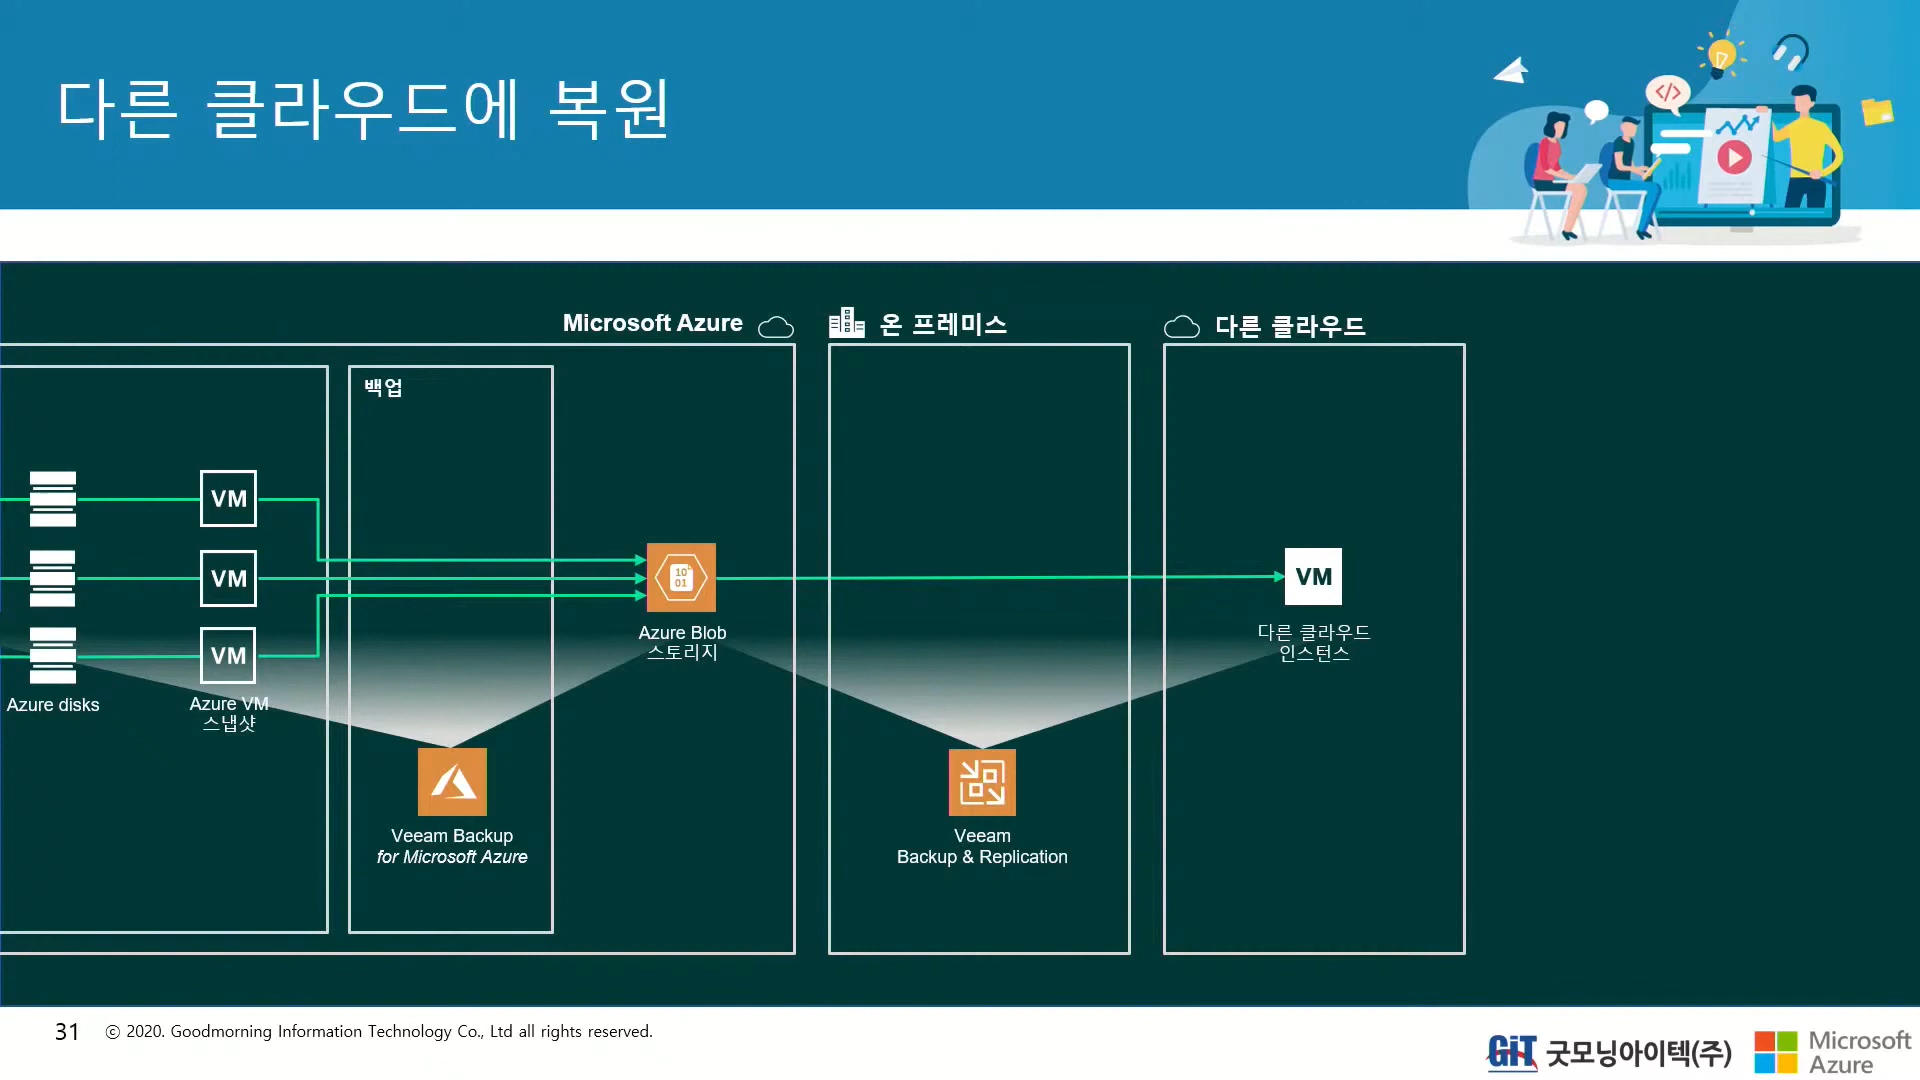 다른 클라우드에 복원
</>
Microsoft Azure
온 프레미스
다른 클라우드
백업
VM
VM
VM
10
01
VM
Azure Blob
스토리지
다른 클라우드
인스턴스
Azure disks
Azure VM
스냅샷
Veeam Backup
for Microsoft Azure
Veeam
Backup & Replication
31
© 2020. Goodmorning Information Technology Co., Ltd all rights reserved.
GiT 굿모닝아이텍(주)
Microsoft
Azure